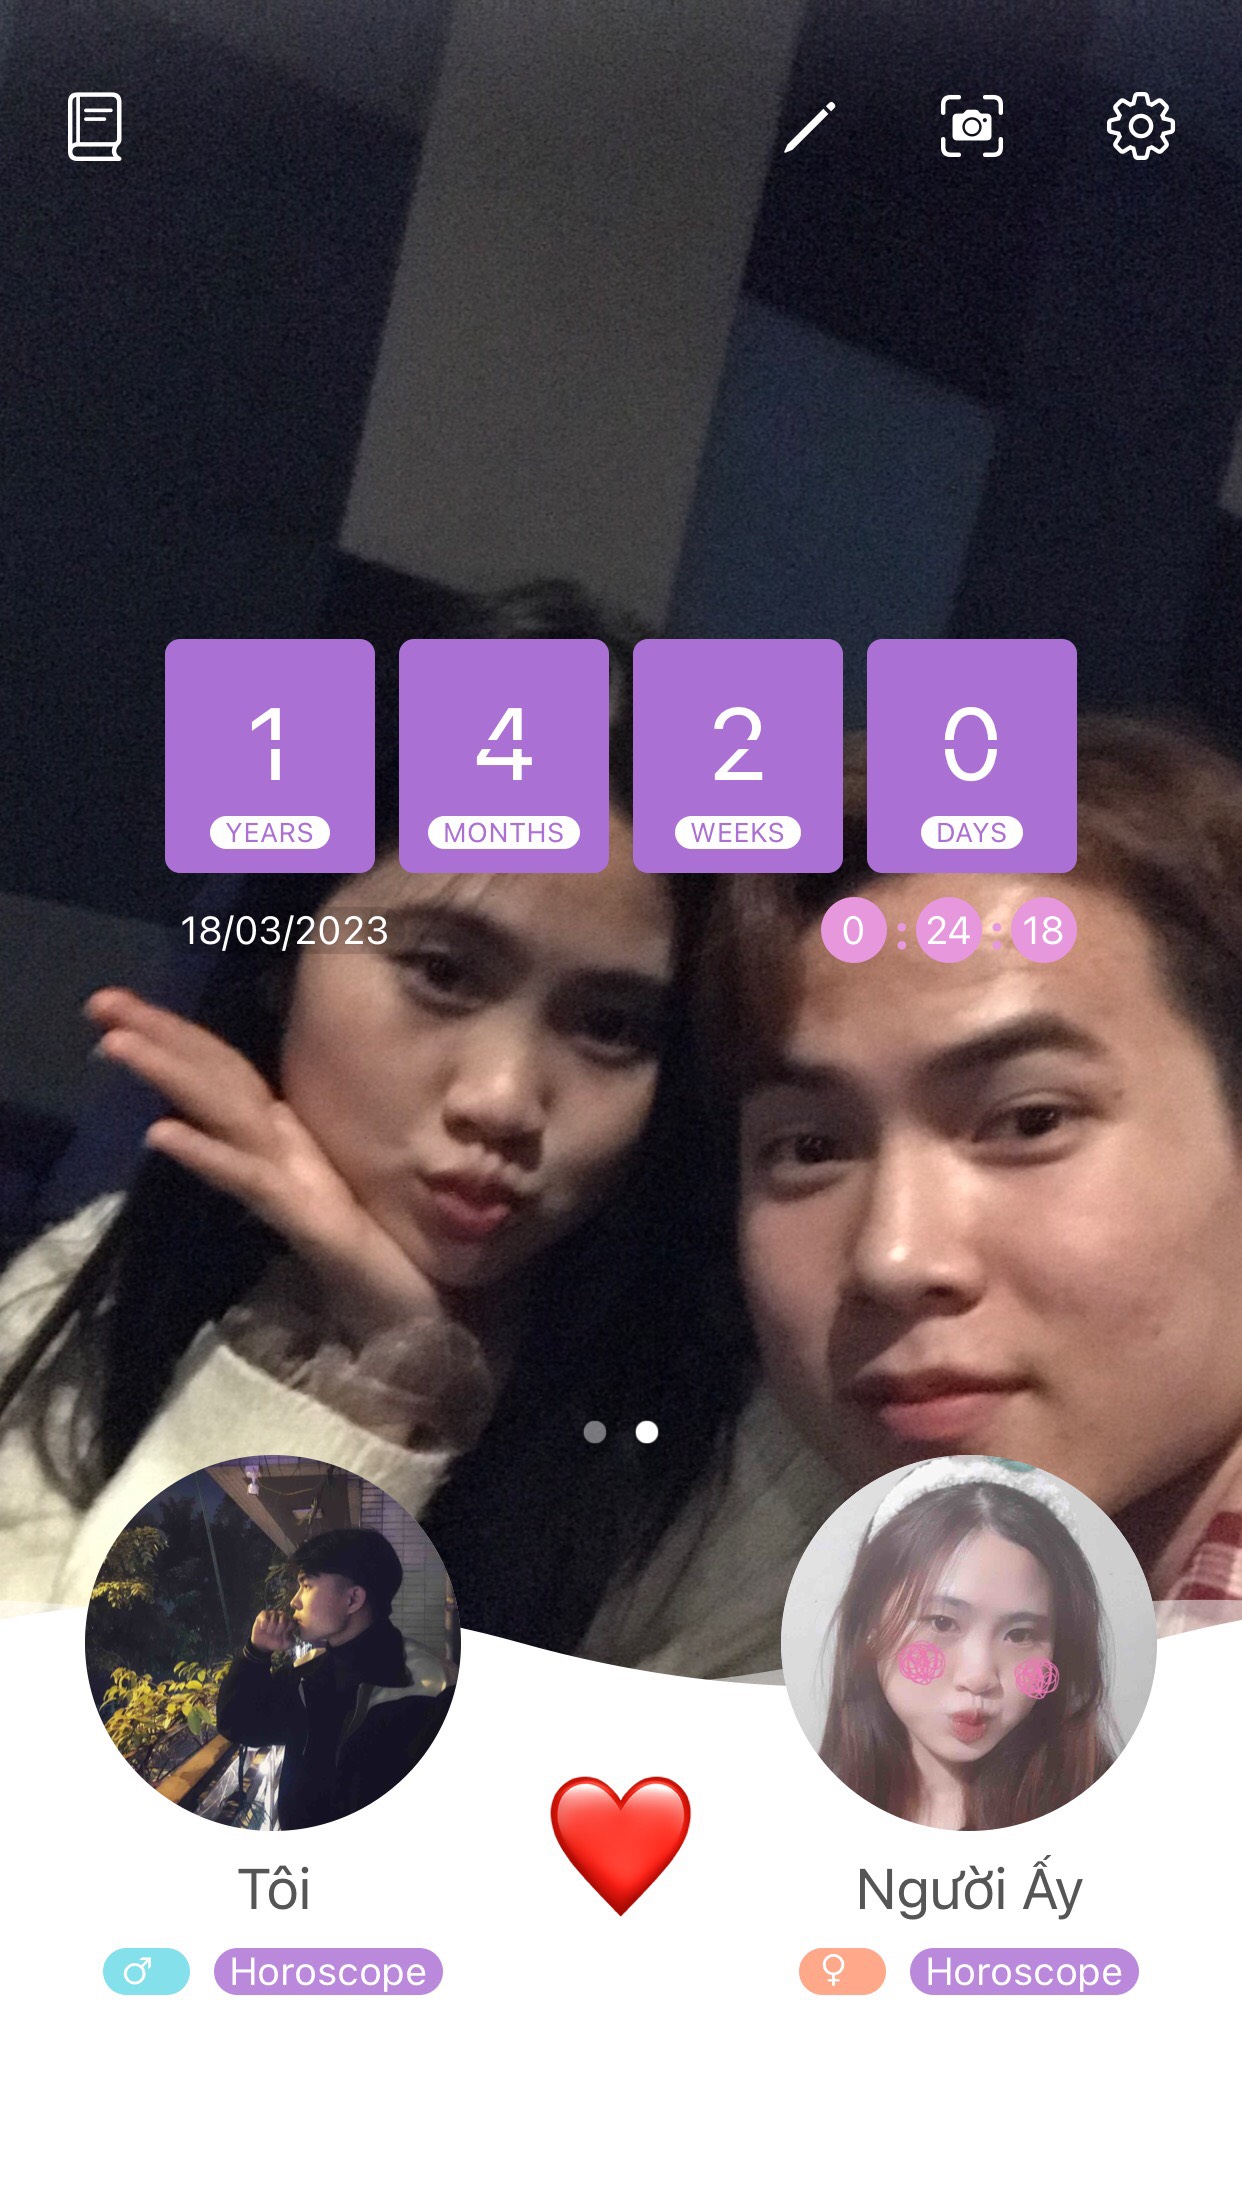 1 4 2 0
YEARS MONTHS WEEKS DAYS
18/03/2023 0 : 24 : 18
Tôi Người Ấy
♂ Horoscope ♀ Horoscope